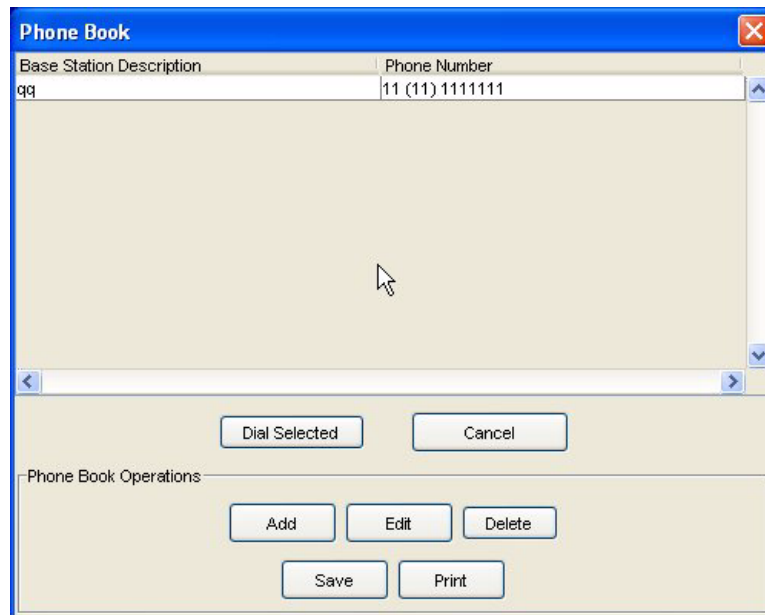 Phone Book
Base Station Description Phone Number
qq 11 (11) 1111111
Dial Selected Cancel
Phone Book Operations
Add Edit Delete
Save Print